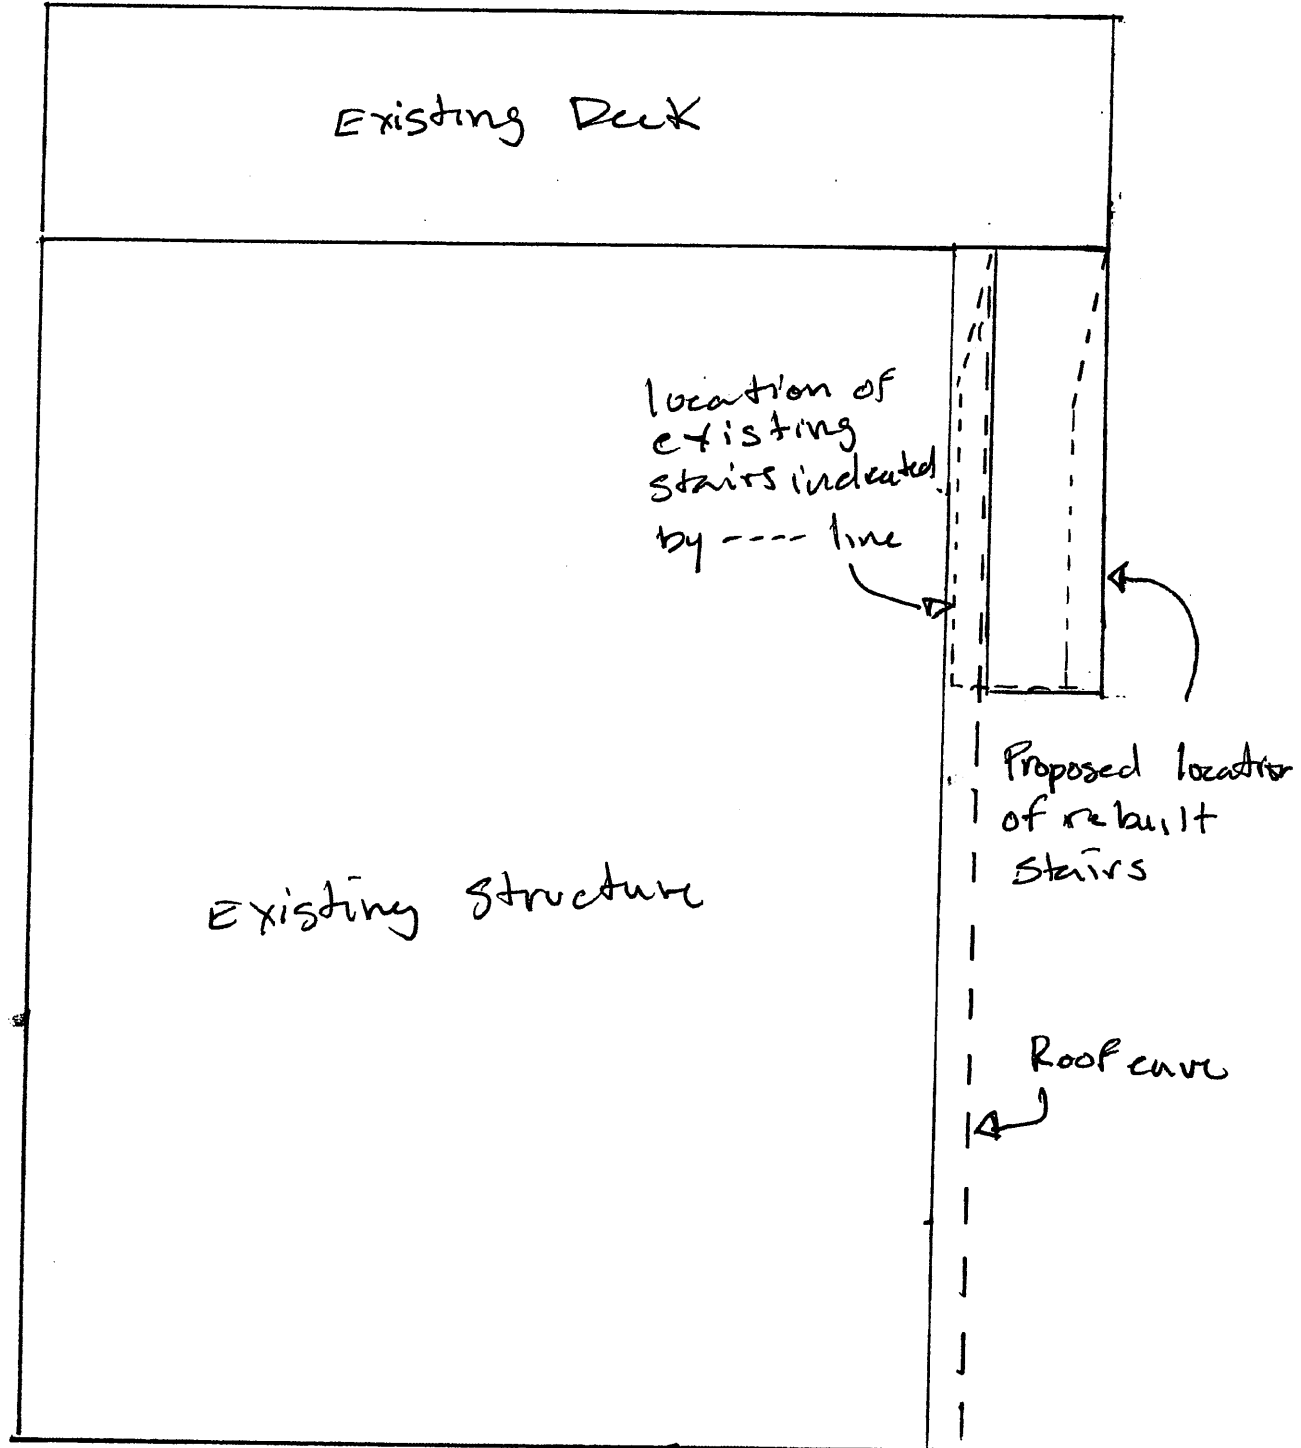 Existing Deck
location of
existing
stairs indicated
by ---- line
Proposed location
of rebuilt
stairs
Existing structure
Roof eave